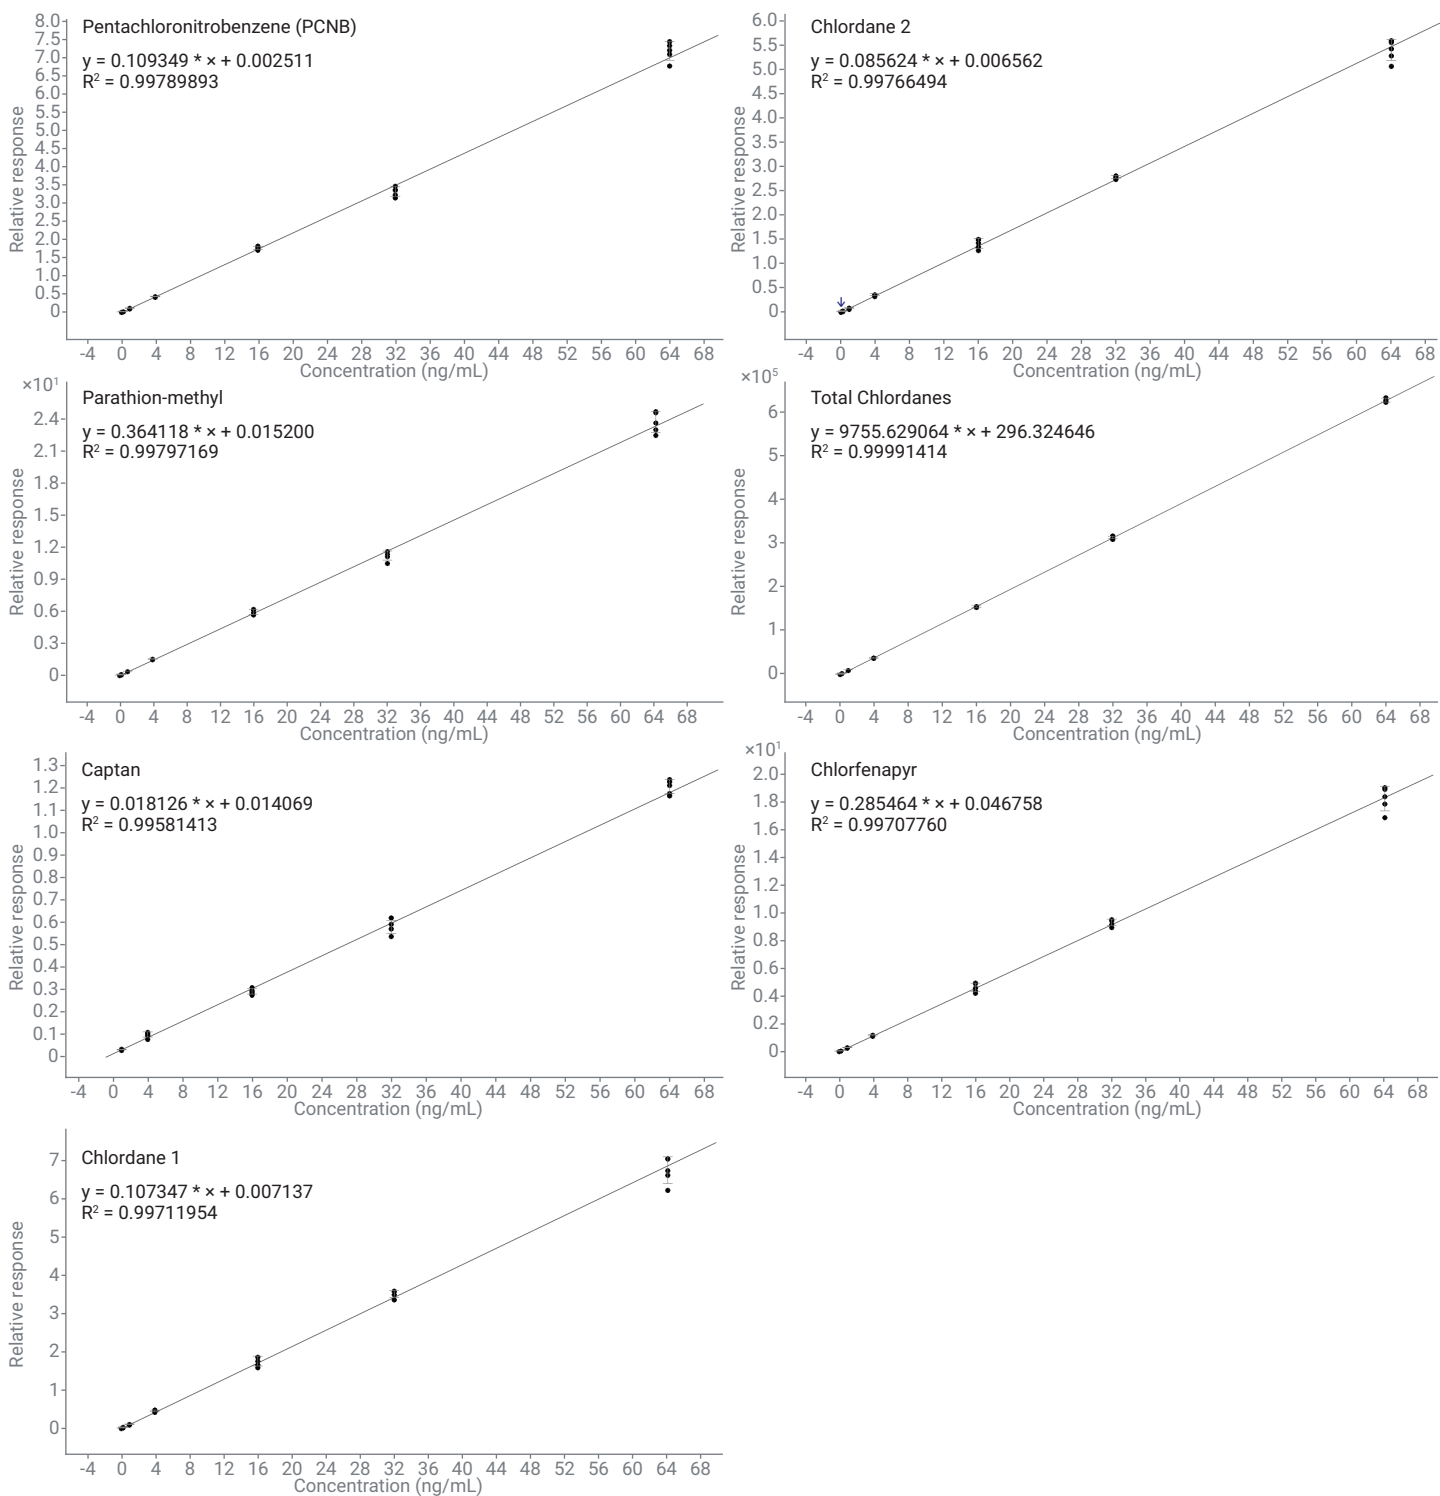 Pentachloronitrobenzene (PCNB)
y = 0.109349 * × + 0.002511
R² = 0.99789893
Relative response
8.0
7.5
7.0
6.5
6.0
5.5
5.0
4.5
4.0
3.5
3.0
2.5
2.0
1.5
1.0
0.5
0
-4 0 4 8 12 16 20 24 28 32 36 40 44 48 52 56 60 64 68
Concentration (ng/mL)
Chlordane 2
y = 0.085624 * × + 0.006562
R² = 0.99766494
Relative response
6.0
5.5
5.0
4.5
4.0
3.5
3.0
2.5
2.0
1.5
1.0
0.5
0
-4 0 4 8 12 16 20 24 28 32 36 40 44 48 52 56 60 64 68
Concentration (ng/mL)
×10¹
Parathion-methyl
y = 0.364118 * × + 0.015200
R² = 0.99797169
Relative response
2.4
2.1
1.8
1.5
1.2
0.9
0.6
0.3
0
-4 0 4 8 12 16 20 24 28 32 36 40 44 48 52 56 60 64 68
Concentration (ng/mL)
×10⁵
Total Chlordanes
y = 9755.629064 * × + 296.324646
R² = 0.99991414
Relative response
6
5
4
3
2
1
0
-4 0 4 8 12 16 20 24 28 32 36 40 44 48 52 56 60 64 68
Concentration (ng/mL)
Captan
y = 0.018126 * × + 0.014069
R² = 0.99581413
Relative response
1.3
1.2
1.1
1.0
0.9
0.8
0.7
0.6
0.5
0.4
0.3
0.2
0.1
0
-4 0 4 8 12 16 20 24 28 32 36 40 44 48 52 56 60 64 68
Concentration (ng/mL)
×10¹
Chlorfenapyr
y = 0.285464 * × + 0.046758
R² = 0.99707760
Relative response
2.0
1.8
1.6
1.4
1.2
1.0
0.8
0.6
0.4
0.2
0
-4 0 4 8 12 16 20 24 28 32 36 40 44 48 52 56 60 64 68
Concentration (ng/mL)
Chlordane 1
y = 0.107347 * × + 0.007137
R² = 0.99711954
Relative response
7
6
5
4
3
2
1
0
-4 0 4 8 12 16 20 24 28 32 36 40 44 48 52 56 60 64 68
Concentration (ng/mL)